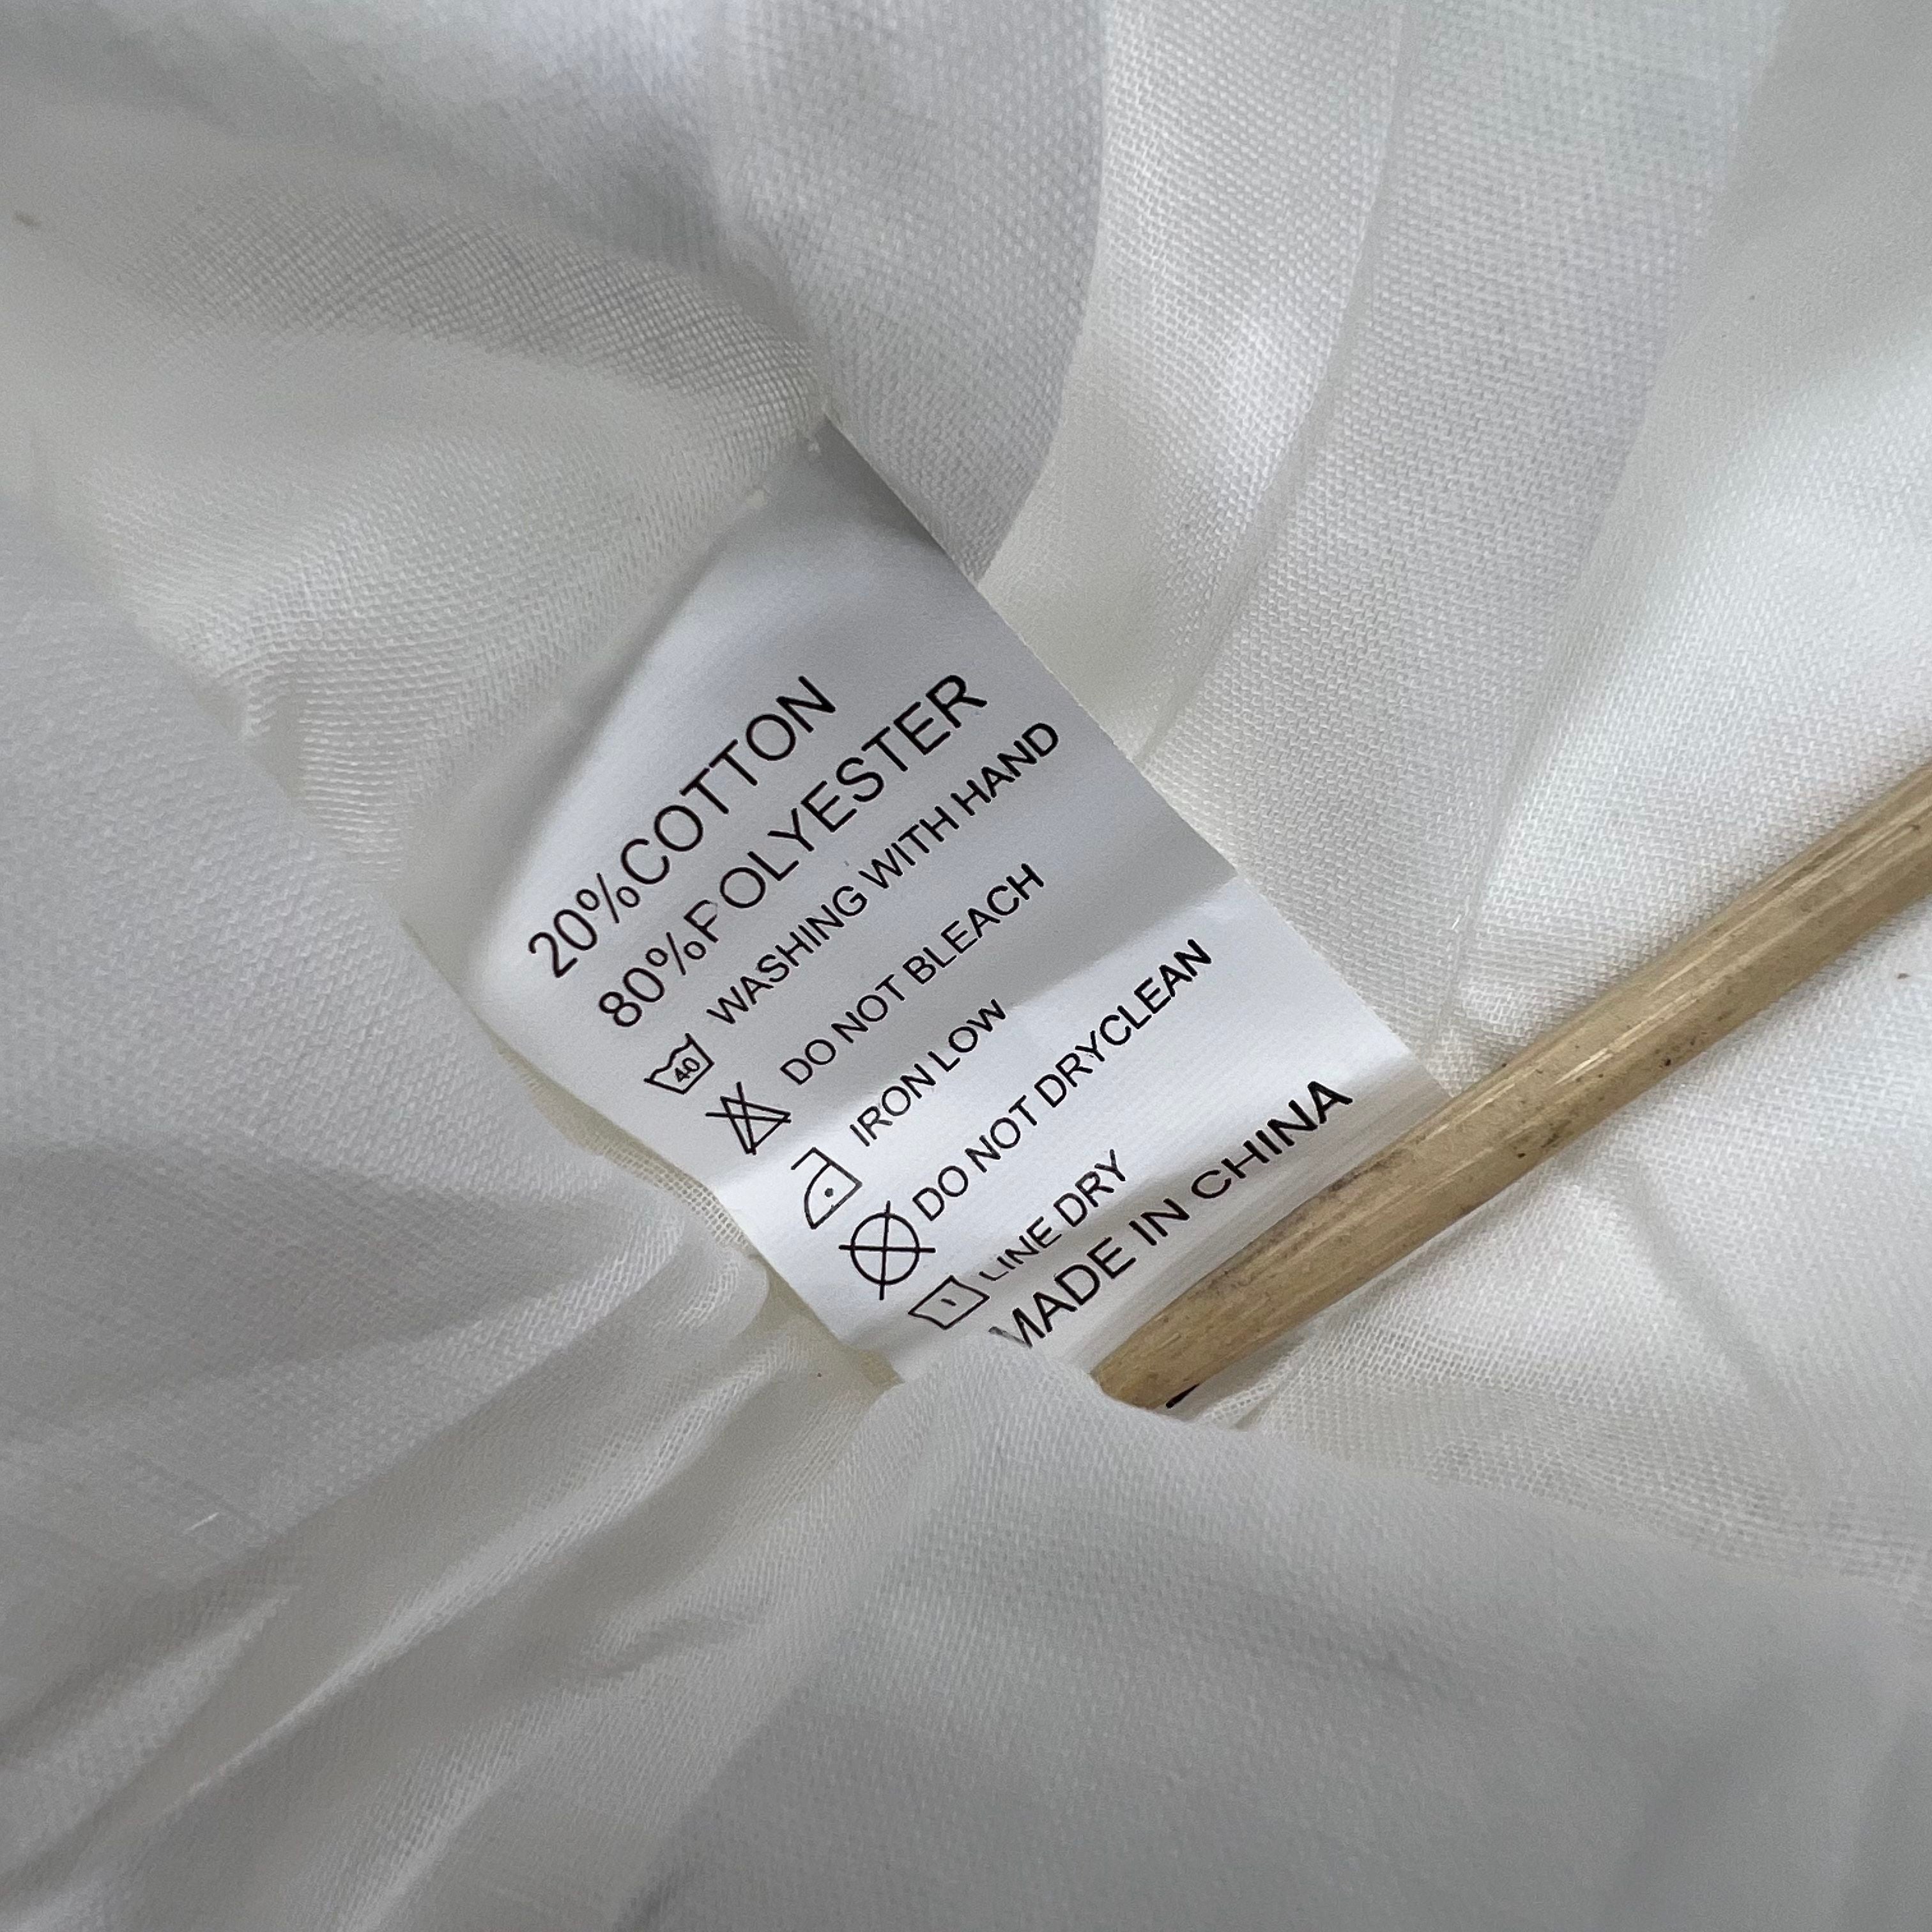 20%COTTON
80%POLYESTER
40 WASHING WITH HAND
DO NOT BLEACH
IRON LOW
DO NOT DRYCLEAN
LINE DRY
MADE IN CHINA